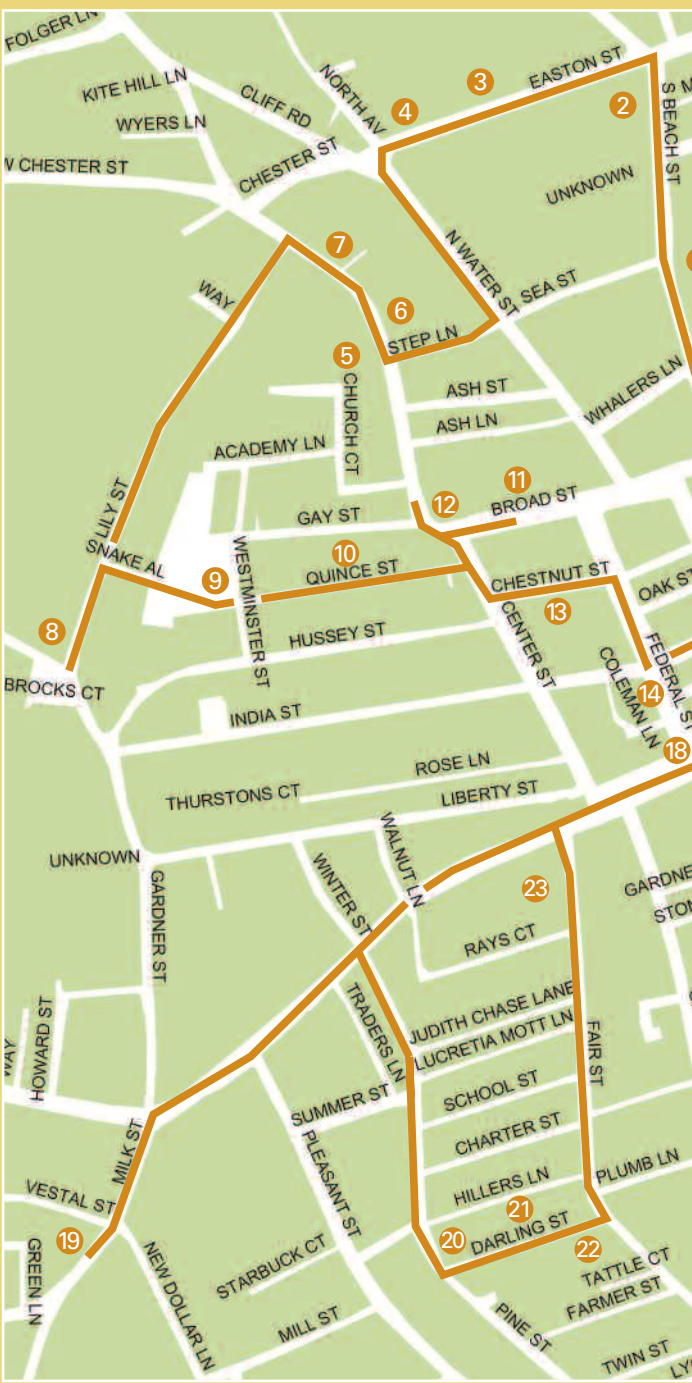 FOLGER LN
KITE HILL LN
CLIFF RD
NORTH AV
WYERS LN
W CHESTER ST
CHESTER ST
4
3
EASTON ST
2
S BEACH ST
UNKNOWN
7
N WATER ST
SEA ST
WAY
6
STEP LN
5
CHURCH CT
ASH ST
ASH LN
WHALERS LN
ACADEMY LN
LILY ST
GAY ST
12
11
BROAD ST
SNAKE AL
9
WESTMINSTER ST
10
QUINCE ST
CHESTNUT ST
13
OAK ST
8
HUSSEY ST
CENTER ST
FEDERAL ST
COLEMAN LN
14
BROCKS CT
INDIA ST
18
ROSE LN
THURSTONS CT
LIBERTY ST
UNKNOWN
WALNUT LN
WINTER ST
23
GARDNER ST
RAYS CT
HOWARD ST
WAY
TRADERS LN
JUDITH CHASE LANE
LUCRETIA MOTT LN
FAIR ST
SCHOOL ST
SUMMER ST
CHARTER ST
MILK ST
PLEASANT ST
PLUMB LN
HILLERS LN
VESTAL ST
21
19
20
DARLING ST
22
GREEN LN
NEW DOLLAR LN
STARBUCK CT
TATTLE CT
FARMER ST
MILL ST
PINE ST
TWIN ST